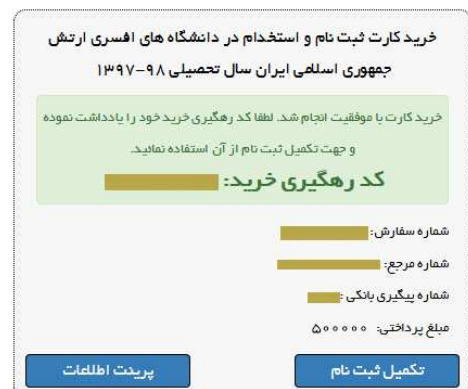 خرید کارت ثبت نام و استخدام در دانشگاه های افسری ارتش
جمهوری اسلامی ایران سال تحصیلی ۹۸–۱۳۹۷
خرید کارت با موفقیت انجام شد. لطفا کد رهگیری خرید خود را یادداشت نموده
و جهت تکمیل ثبت نام از آن استفاده نمائید.
کد رهگیری خرید:
شماره سفارش:
شماره مرجع:
شماره پیگیری بانکی :
مبلغ پرداختی: ۵۰۰۰۰۰
تکمیل ثبت نام
پرینت اطلاعات